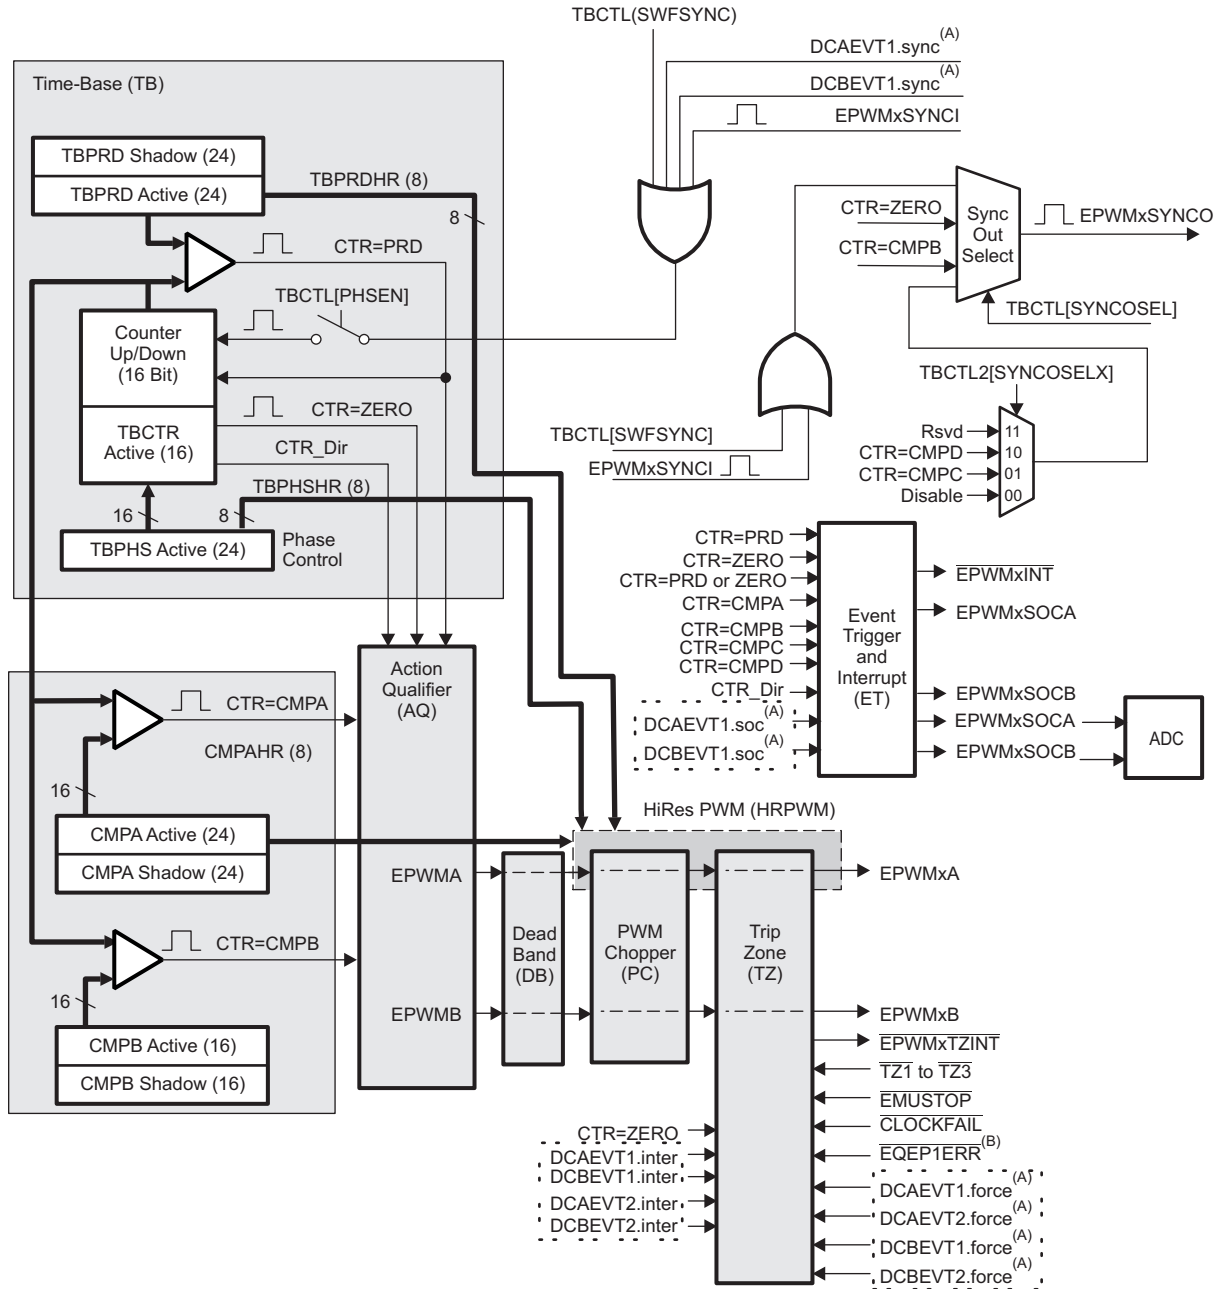 TBCTL(SWFSYNC)
DCAEVT1.sync(A)
DCBEVT1.sync(A)
EPWMxSYNCI
Time-Base (TB)
TBPRD Shadow (24)
TBPRD Active (24)
TBPRDHR (8)
8
CTR=PRD
TBCTL[PHSEN]
Counter
Up/Down
(16 Bit)
CTR=ZERO
TBCTR
Active (16)
CTR_Dir
TBPHSHR (8)
16
8
TBPHS Active (24)
Phase
Control
CTR=ZERO
CTR=CMPB
Sync
Out
Select
EPWMxSYNCO
TBCTL[SYNCOSEL]
TBCTL2[SYNCOSELX]
TBCTL[SWFSYNC]
EPWMxSYNCI
Rsvd
11
CTR=CMPD
10
CTR=CMPC
01
Disable
00
CTR=PRD
CTR=ZERO
CTR=PRD or ZERO
CTR=CMPA
CTR=CMPB
CTR=CMPC
CTR=CMPD
CTR_Dir
DCAEVT1.soc(A)
DCBEVT1.soc(A)
Event
Trigger
and
Interrupt
(ET)
EPWMxINT
EPWMxSOCA
EPWMxSOCB
EPWMxSOCA
EPWMxSOCB
ADC
Action
Qualifier
(AQ)
CTR=CMPA
CMPAHR (8)
16
CMPA Active (24)
CMPA Shadow (24)
CTR=CMPB
16
CMPB Active (16)
CMPB Shadow (16)
EPWMA
EPWMB
HiRes PWM (HRPWM)
Dead
Band
(DB)
PWM
Chopper
(PC)
Trip
Zone
(TZ)
EPWMxA
EPWMxB
EPWMxTZINT
TZ1 to TZ3
EMUSTOP
CLOCKFAIL
EQEP1ERR(B)
DCAEVT1.force(A)
DCAEVT2.force(A)
DCBEVT1.force(A)
DCBEVT2.force(A)
CTR=ZERO
DCAEVT1.inter
DCBEVT1.inter
DCAEVT2.inter
DCBEVT2.inter